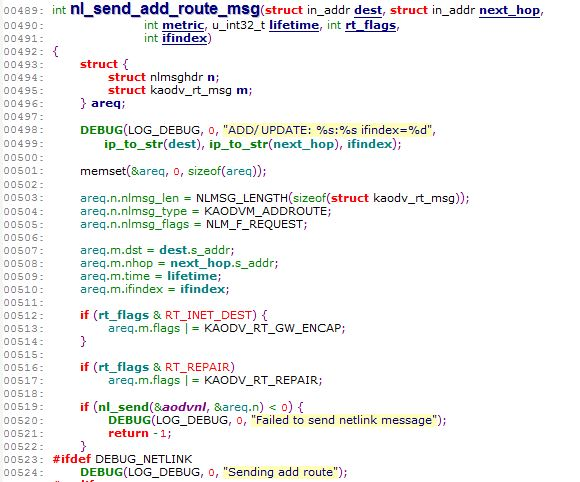 00489: int nl_send_add_route_msg(struct in_addr dest, struct in_addr next_hop,
00490: int metric, u_int32_t lifetime, int rt_flags,
00491: int ifindex)
00492: {
00493: struct {
00494: struct nlmsghdr n;
00495: struct kaodv_rt_msg m;
00496: } areq;
00497:
00498: DEBUG(LOG_DEBUG, 0, "ADD/UPDATE: %s:%s ifindex=%d",
00499: ip_to_str(dest), ip_to_str(next_hop), ifindex);
00500:
00501: memset(&areq, 0, sizeof(areq));
00502:
00503: areq.n.nlmsg_len = NLMSG_LENGTH(sizeof(struct kaodv_rt_msg));
00504: areq.n.nlmsg_type = KAODVM_ADDROUTE;
00505: areq.n.nlmsg_flags = NLM_F_REQUEST;
00506:
00507: areq.m.dst = dest.s_addr;
00508: areq.m.nhop = next_hop.s_addr;
00509: areq.m.time = lifetime;
00510: areq.m.ifindex = ifindex;
00511:
00512: if (rt_flags & RT_INET_DEST) {
00513: areq.m.flags |= KAODV_RT_GW_ENCAP;
00514: }
00515:
00516: if (rt_flags & RT_REPAIR)
00517: areq.m.flags |= KAODV_RT_REPAIR;
00518:
00519: if (nl_send(&aodvnl, &areq.n) < 0) {
00520: DEBUG(LOG_DEBUG, 0, "Failed to send netlink message");
00521: return -1;
00522: }
00523: #ifdef DEBUG_NETLINK
00524: DEBUG(LOG_DEBUG, 0, "Sending add route");